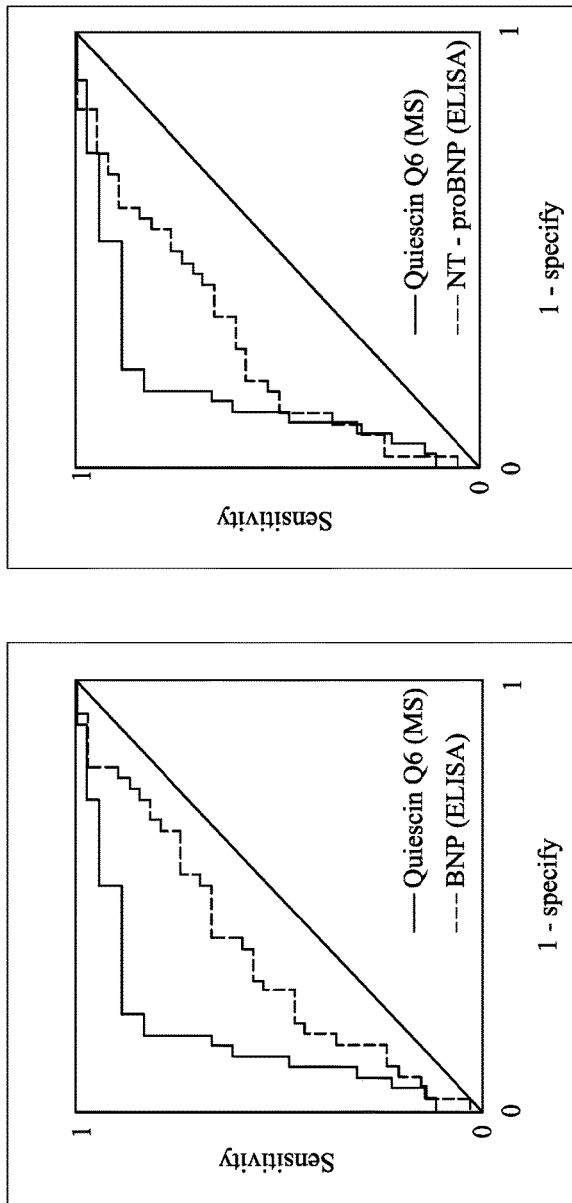 1
Sensitivity
Quiescin Q6 (MS)
BNP (ELISA)
0
0
1
1 - specify
1
Sensitivity
Quiescin Q6 (MS)
NT - proBNP (ELISA)
0
0
1
1 - specify